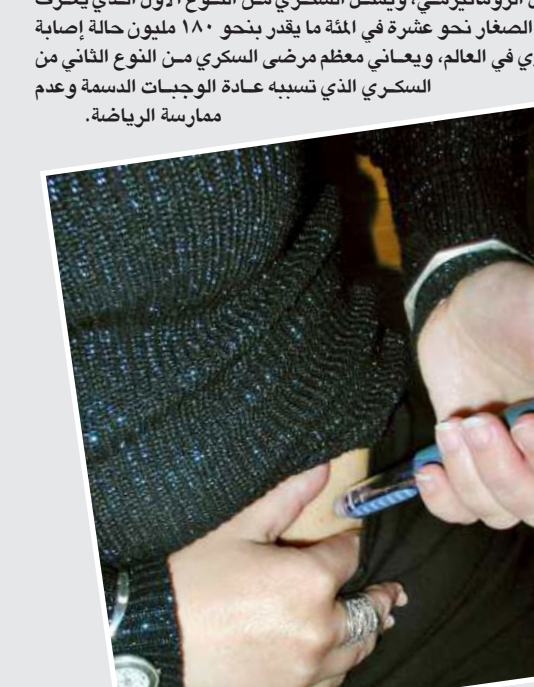 الروماتيزمي، ويشكل السكري من النوع الأول الذي يعرف
الصغار نحو عشرة في المئة ما يقدر بنحو ١٨٠ مليون حالة إصابة
في العالم، ويعاني معظم مرضى السكري من النوع الثاني من
السكري الذي تسببه عادة الوجبات الدسمة وعدم
ممارسة الرياضة.